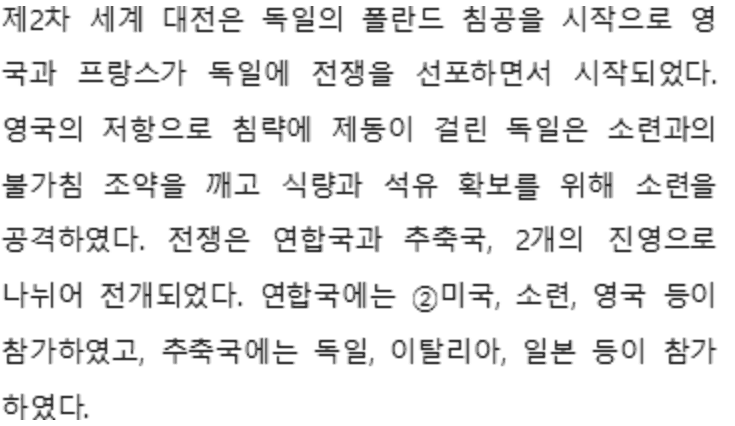 제2차 세계 대전은 독일의 폴란드 침공을 시작으로 영
국과 프랑스가 독일에 전쟁을 선포하면서 시작되었다.
영국의 저항으로 침략에 제동이 걸린 독일은 소련과의
불가침 조약을 깨고 식량과 석유 확보를 위해 소련을
공격하였다. 전쟁은 연합국과 추축국, 2개의 진영으로
나뉘어 전개되었다. 연합국에는 ②미국, 소련, 영국 등이
참가하였고, 추축국에는 독일, 이탈리아, 일본 등이 참가
하였다.